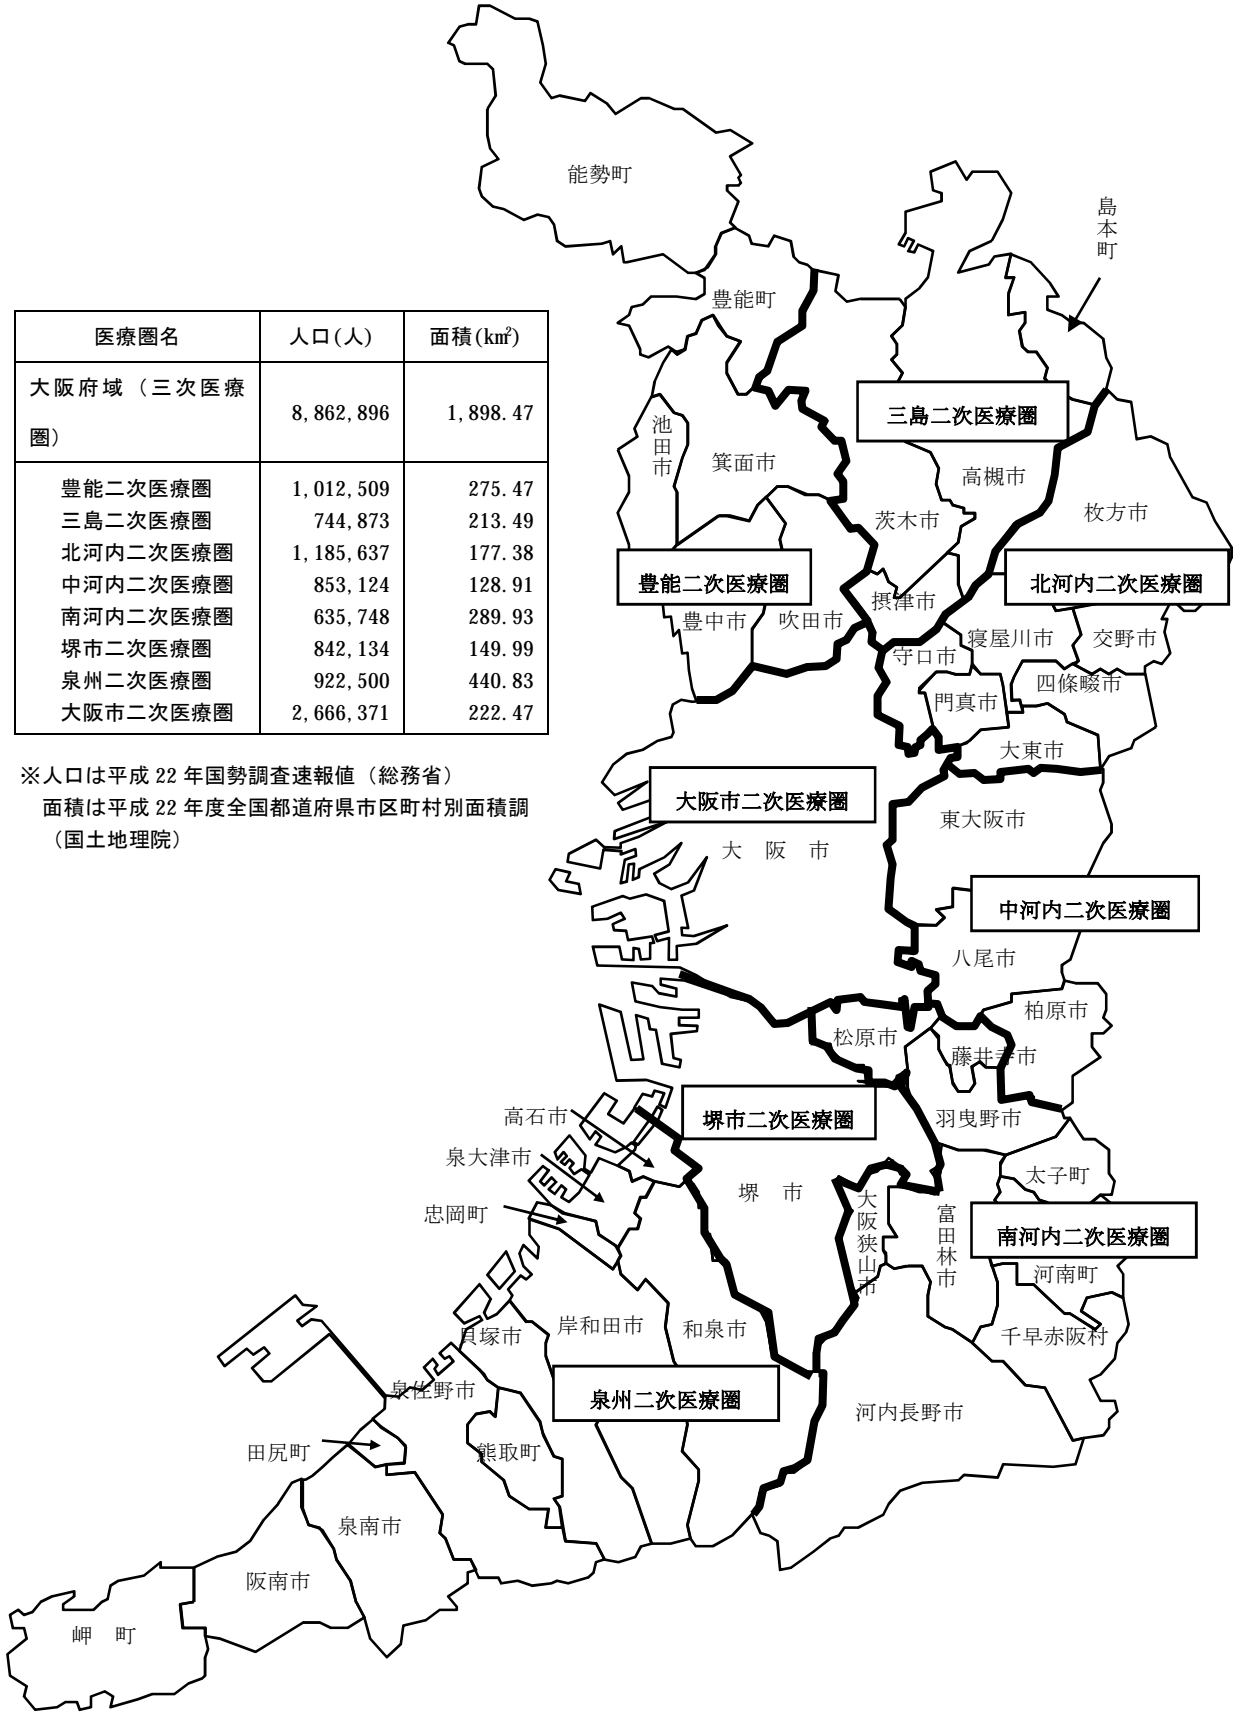 能勢町
島本町
豊能町
医療圏名 人口(人) 面積(km²)
大阪府域（三次医療
圏） 8,862,896 1,898.47
豊能二次医療圏 1,012,509 275.47
三島二次医療圏 744,873 213.49
北河内二次医療圏 1,185,637 177.38
中河内二次医療圏 853,124 128.91
南河内二次医療圏 635,748 289.93
堺市二次医療圏 842,134 149.99
泉州二次医療圏 922,500 440.83
大阪市二次医療圏 2,666,371 222.47
※人口は平成 22 年国勢調査速報値（総務省）
面積は平成 22 年度全国都道府県市区町村別面積調
（国土地理院）
三島二次医療圏
池田市
箕面市
高槻市
茨木市
枚方市
豊能二次医療圏
北河内二次医療圏
摂津市
豊中市
吹田市
守口市
寝屋川市
交野市
四條畷市
門真市
大東市
大阪市二次医療圏
東大阪市
大 阪 市
中河内二次医療圏
八尾市
柏原市
松原市
藤井寺市
高石市
堺市二次医療圏
羽曳野市
泉大津市
太子町
堺 市
大阪狭山市
忠岡町
富田林市
南河内二次医療圏
河南町
貝塚市
岸和田市
和泉市
千早赤阪村
泉佐野市
泉州二次医療圏
河内長野市
田尻町
熊取町
泉南市
阪南市
岬 町